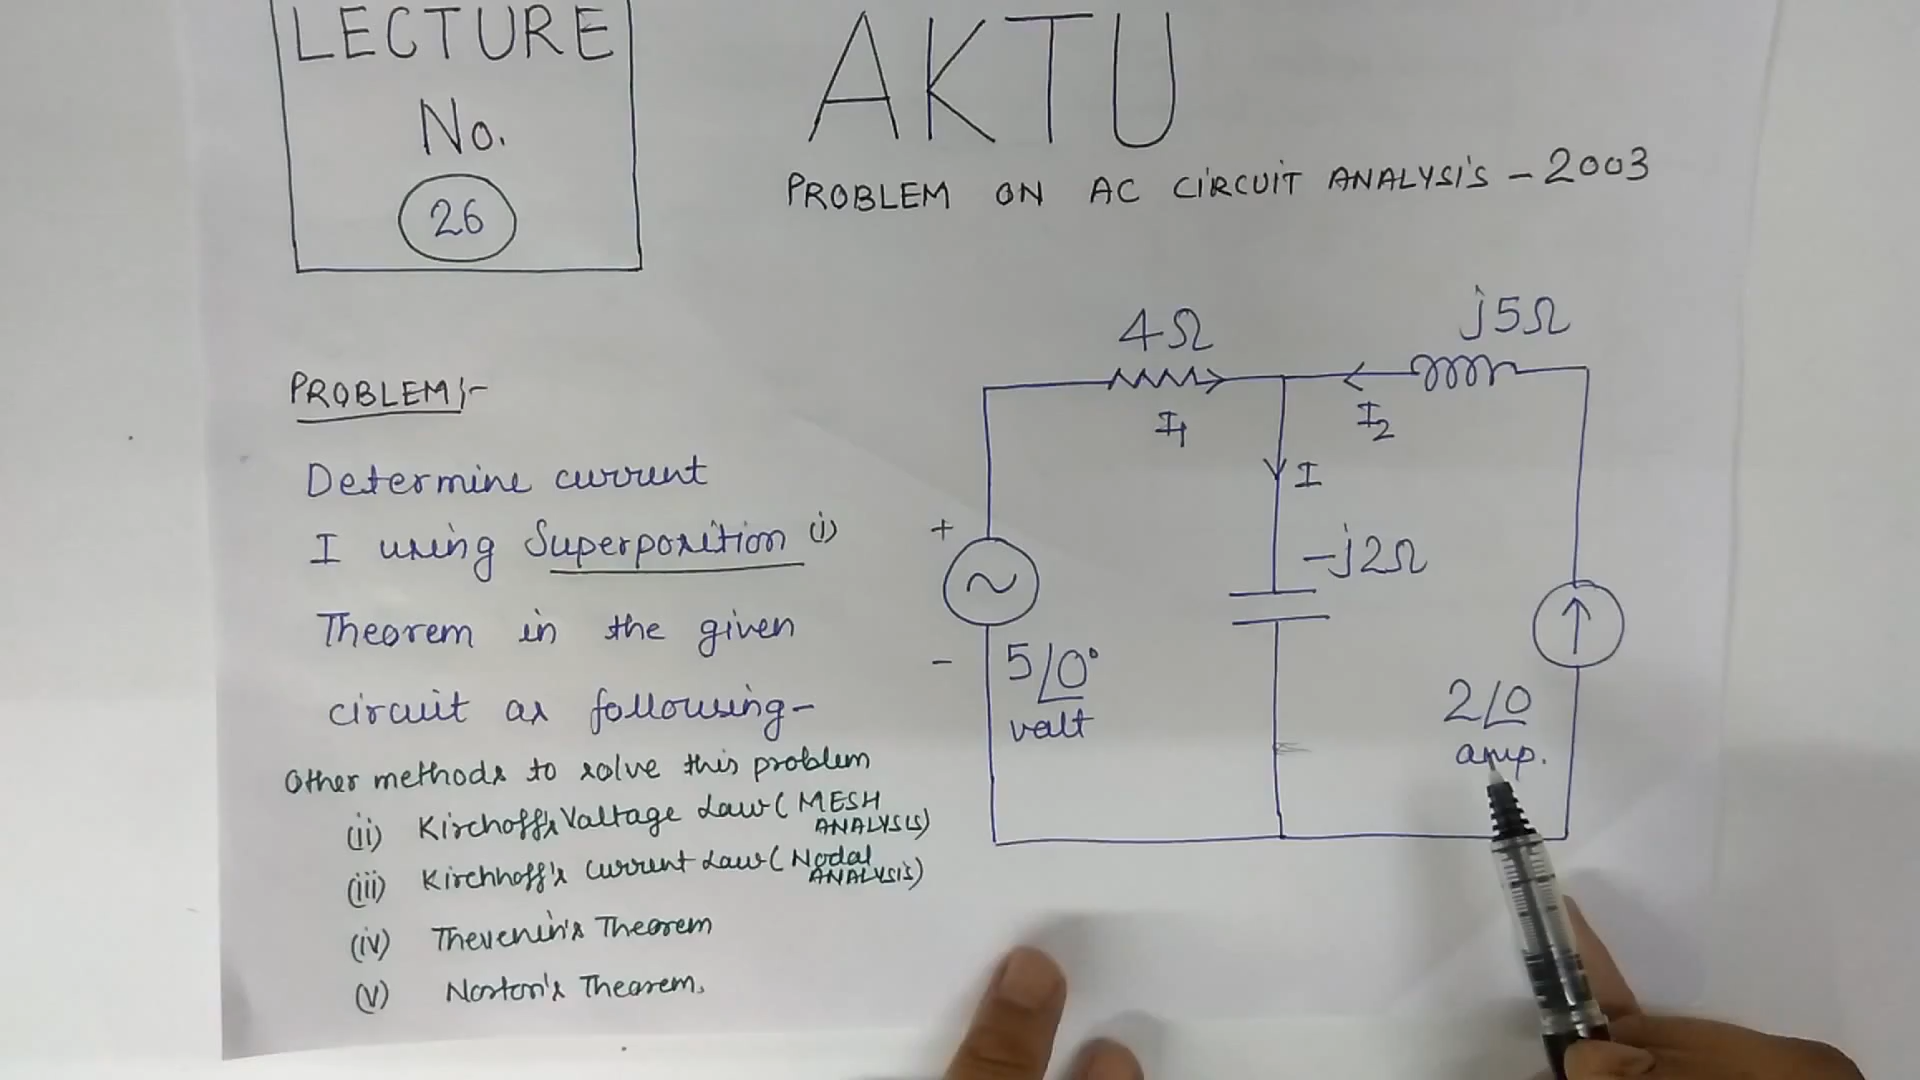 LECTURE
No.
26
AKTU
PROBLEM ON AC CIRCUIT ANALYSIS - 2003
PROBLEM:-
Determine current
I using Superposition (i)
Theorem in the given
circuit as following-
Other methods to solve this problem
(ii) Kirchoff's Voltage Law (MESH
ANALYSIS)
(iii) Kirchhoff's Current Law (Nodal
ANALYSIS)
(iv) Thevenin's Theorem
(v) Norton's Theorem.
4Ω
j5Ω
I1
I2
I
-j2Ω
+
~
-
5∠0°
volt
2∠0
amp.